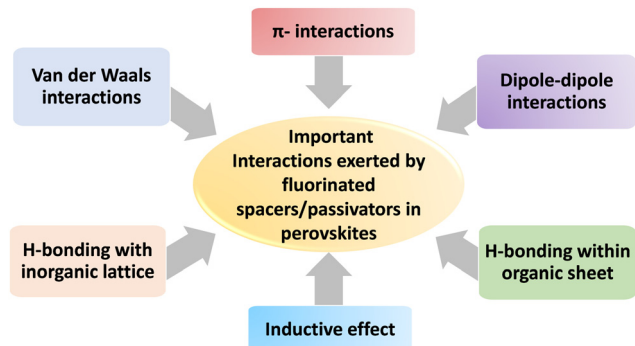 π- interactions
Van der Waals
interactions
Dipole-dipole
interactions
Important
Interactions exerted by
fluorinated
spacers/passivators in
perovskites
H-bonding with
inorganic lattice
H-bonding within
organic sheet
Inductive effect